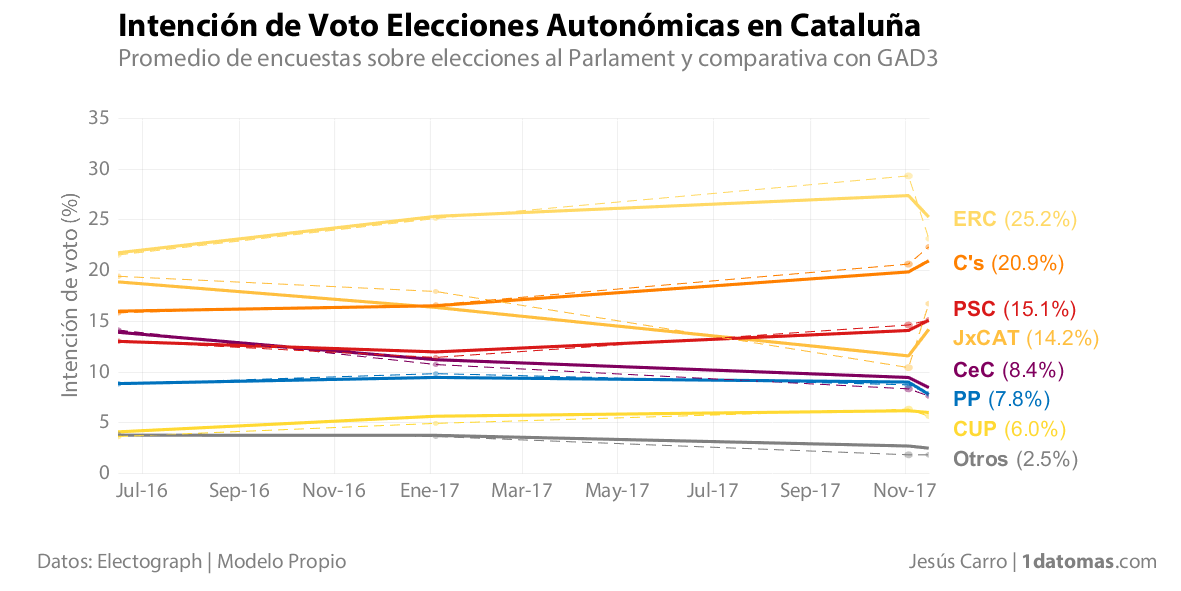 Intención de Voto Elecciones Autonómicas en Cataluña
Promedio de encuestas sobre elecciones al Parlament y comparativa con GAD3
Intención de voto (%)
35
30
25
20
15
10
5
0
Jul-16 Sep-16 Nov-16 Ene-17 Mar-17 May-17 Jul-17 Sep-17 Nov-17
ERC (25.2%)
C's (20.9%)
PSC (15.1%)
JxCAT (14.2%)
CeC (8.4%)
PP (7.8%)
CUP (6.0%)
Otros (2.5%)
Datos: Electograph | Modelo Propio
Jesús Carro | 1datomas.com